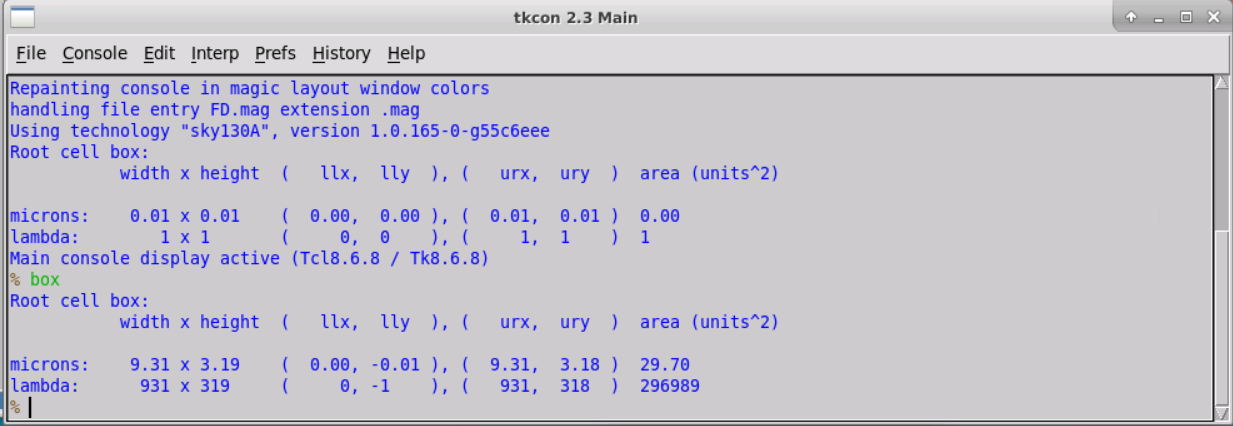 tkcon 2.3 Main
File Console Edit Interp Prefs History Help
Repainting console in magic layout window colors
handling file entry FD.mag extension .mag
Using technology "sky130A", version 1.0.165-0-g55c6eee
Root cell box:
           width x height  (   llx,  lly  ), (   urx,  ury  )  area (units^2)
microns:    0.01 x 0.01    (  0.00,  0.00 ), (  0.01,  0.01 )  0.00
lambda:        1 x 1       (     0,  0    ), (     1,  1    )  1
Main console display active (Tcl8.6.8 / Tk8.6.8)
% box
Root cell box:
           width x height  (   llx,  lly  ), (   urx,  ury  )  area (units^2)
microns:    9.31 x 3.19    (  0.00, -0.01 ), (  9.31,  3.18 )  29.70
lambda:      931 x 319     (     0, -1    ), (   931,  318  )  296989
%